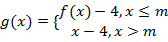 g(x) = {f(x) − 4, x ≤ m
x − 4, x > m